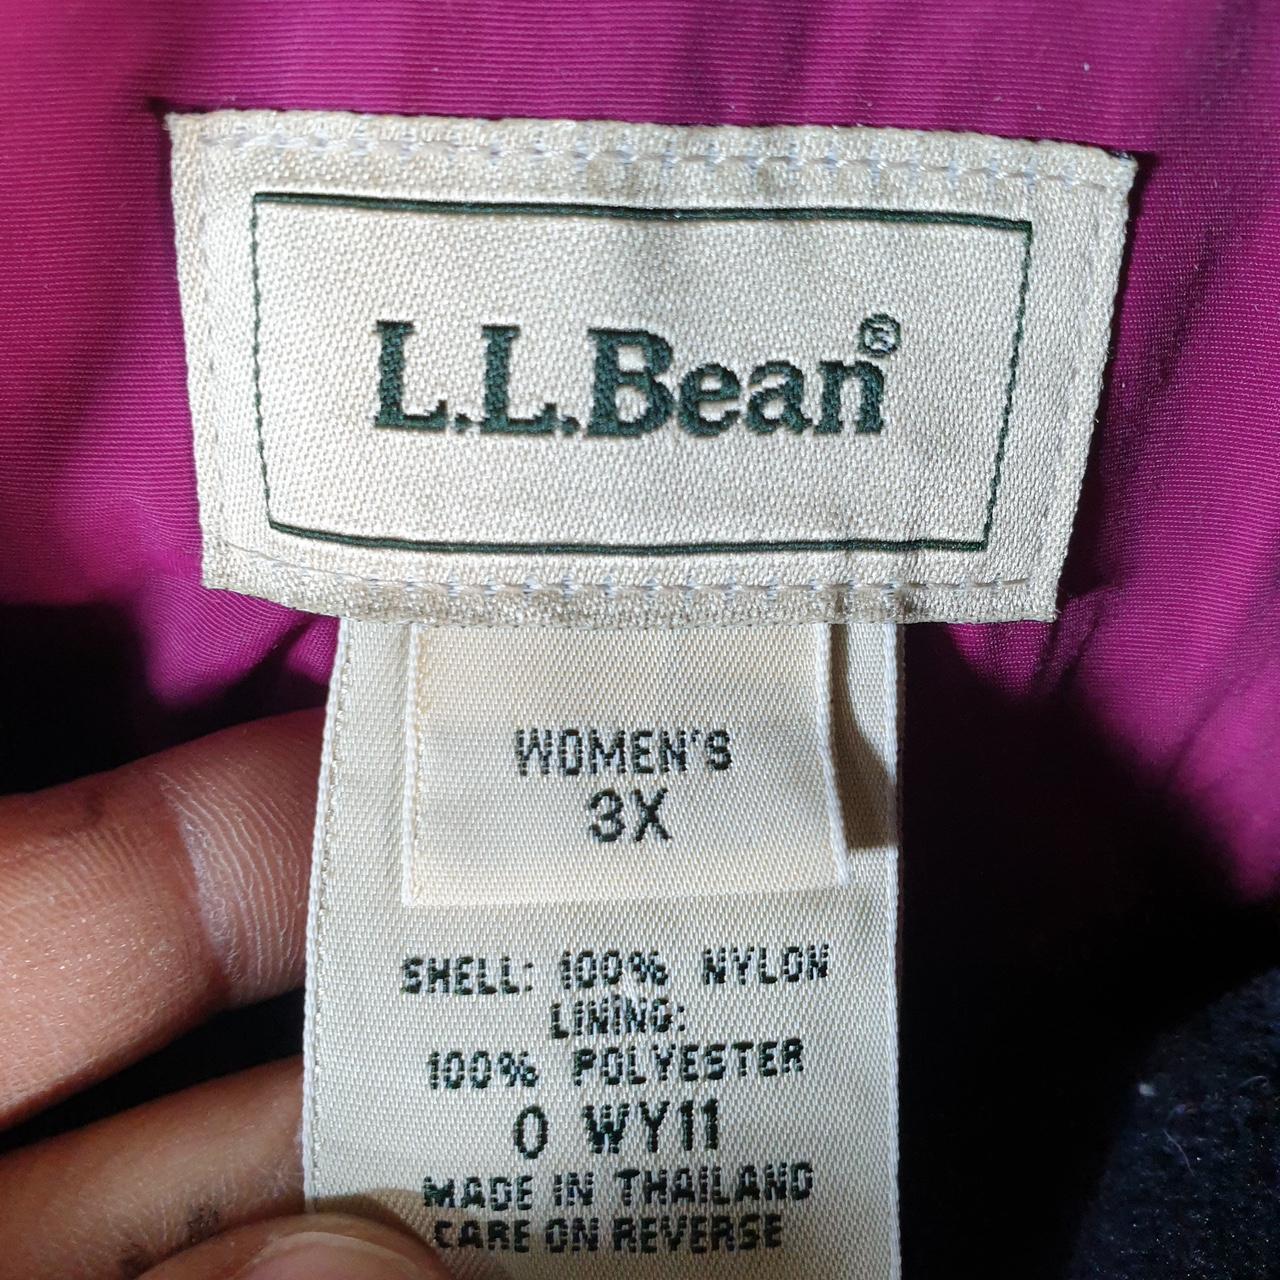 L.L.Bean®
WOMEN'S
3X
SHELL: 100% NYLON
LINING:
100% POLYESTER
0 WY11
MADE IN THAILAND
CARE ON REVERSE